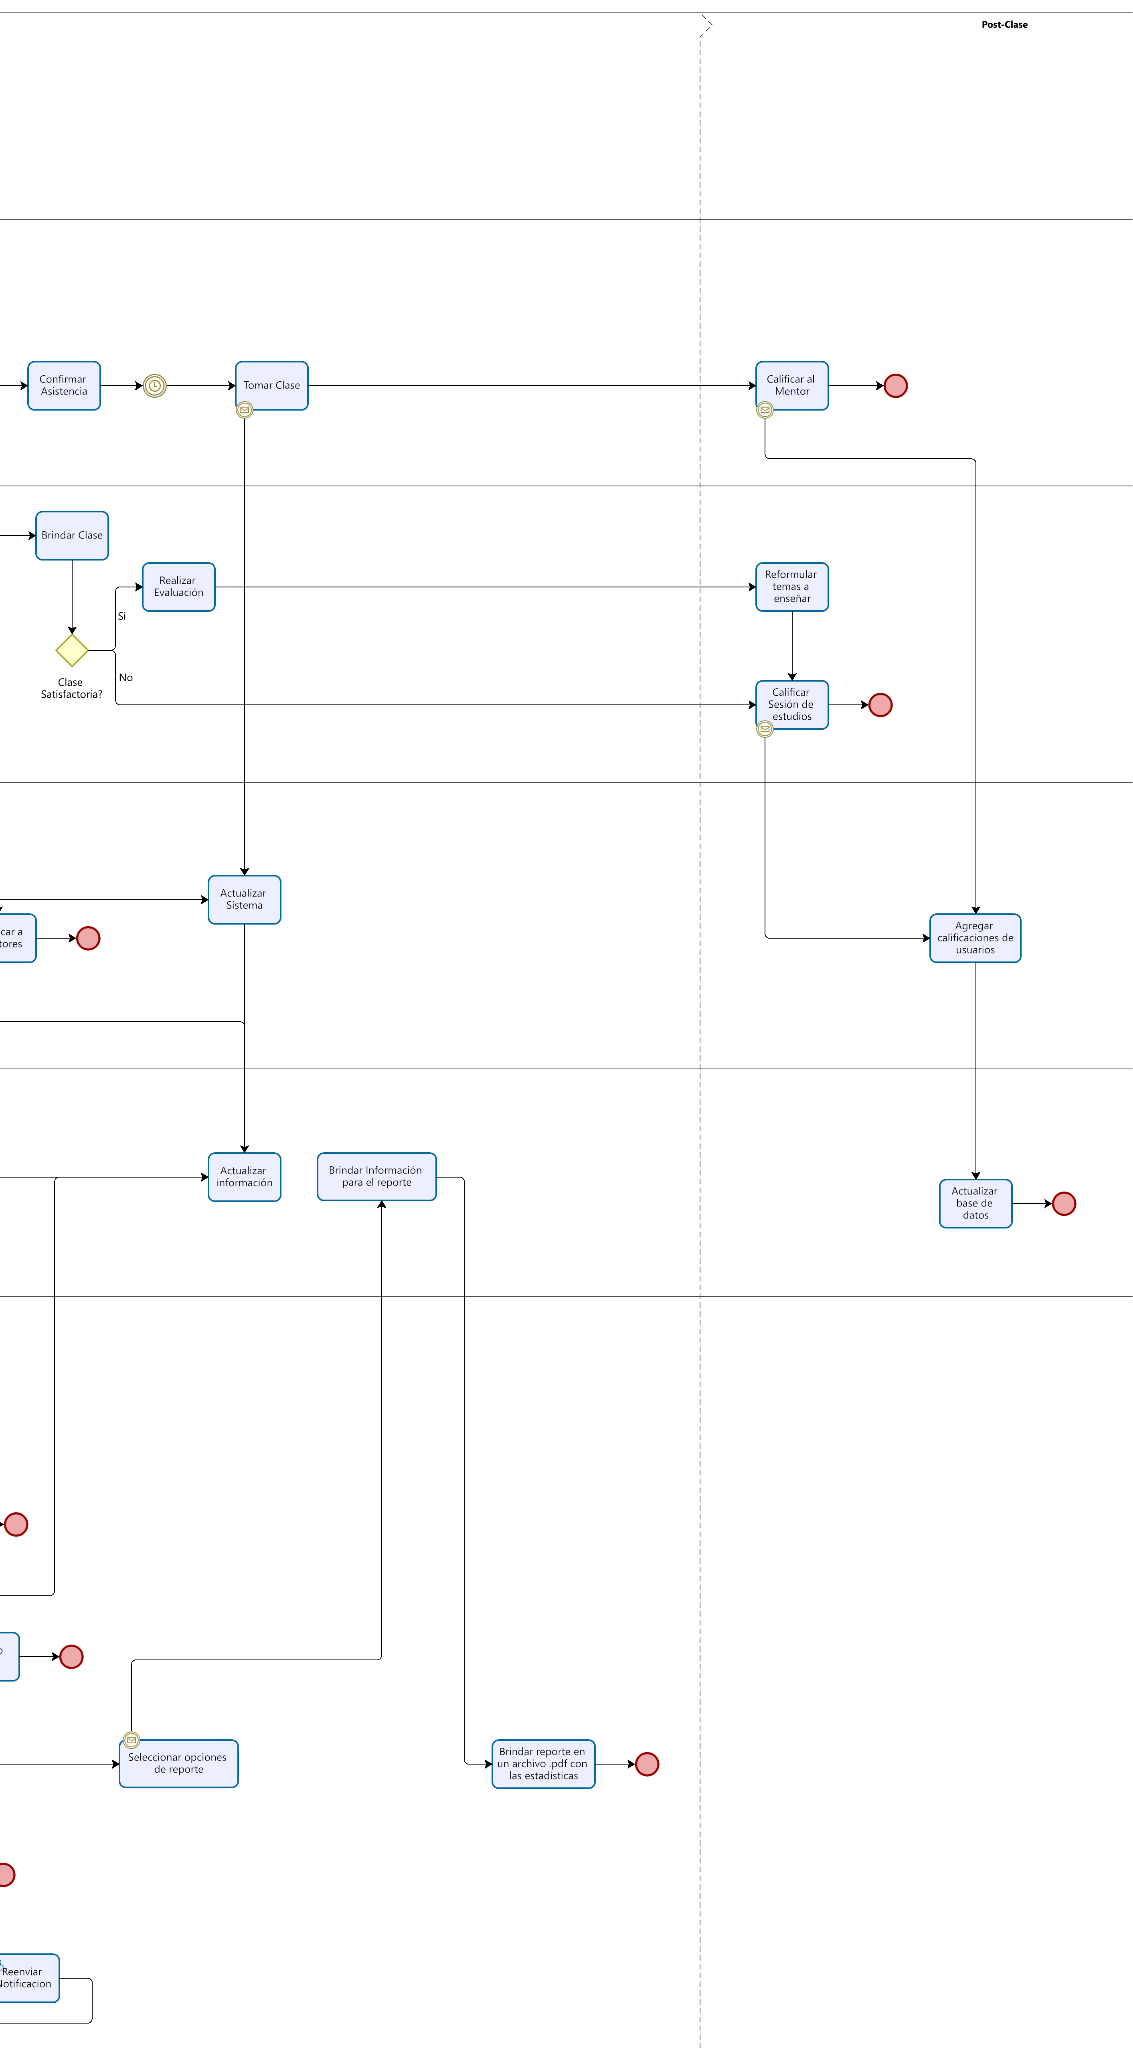 Post-Clase
Confirmar
Asistencia
Tomar Clase
Calificar al
Mentor
Brindar Clase
Realizar
Evaluación
Si
No
Clase
Satisfactoria?
Reformular
temas a
enseñar
Calificar
Sesión de
estudios
Actualizar
Sistema
car a
tores
Agregar
calificaciones de
usuarios
Actualizar
información
Brindar Información
para el reporte
Actualizar
base de
datos
o
Seleccionar opciones
de reporte
Brindar reporte en
un archivo .pdf con
las estadisticas
Reenviar
Notificacion